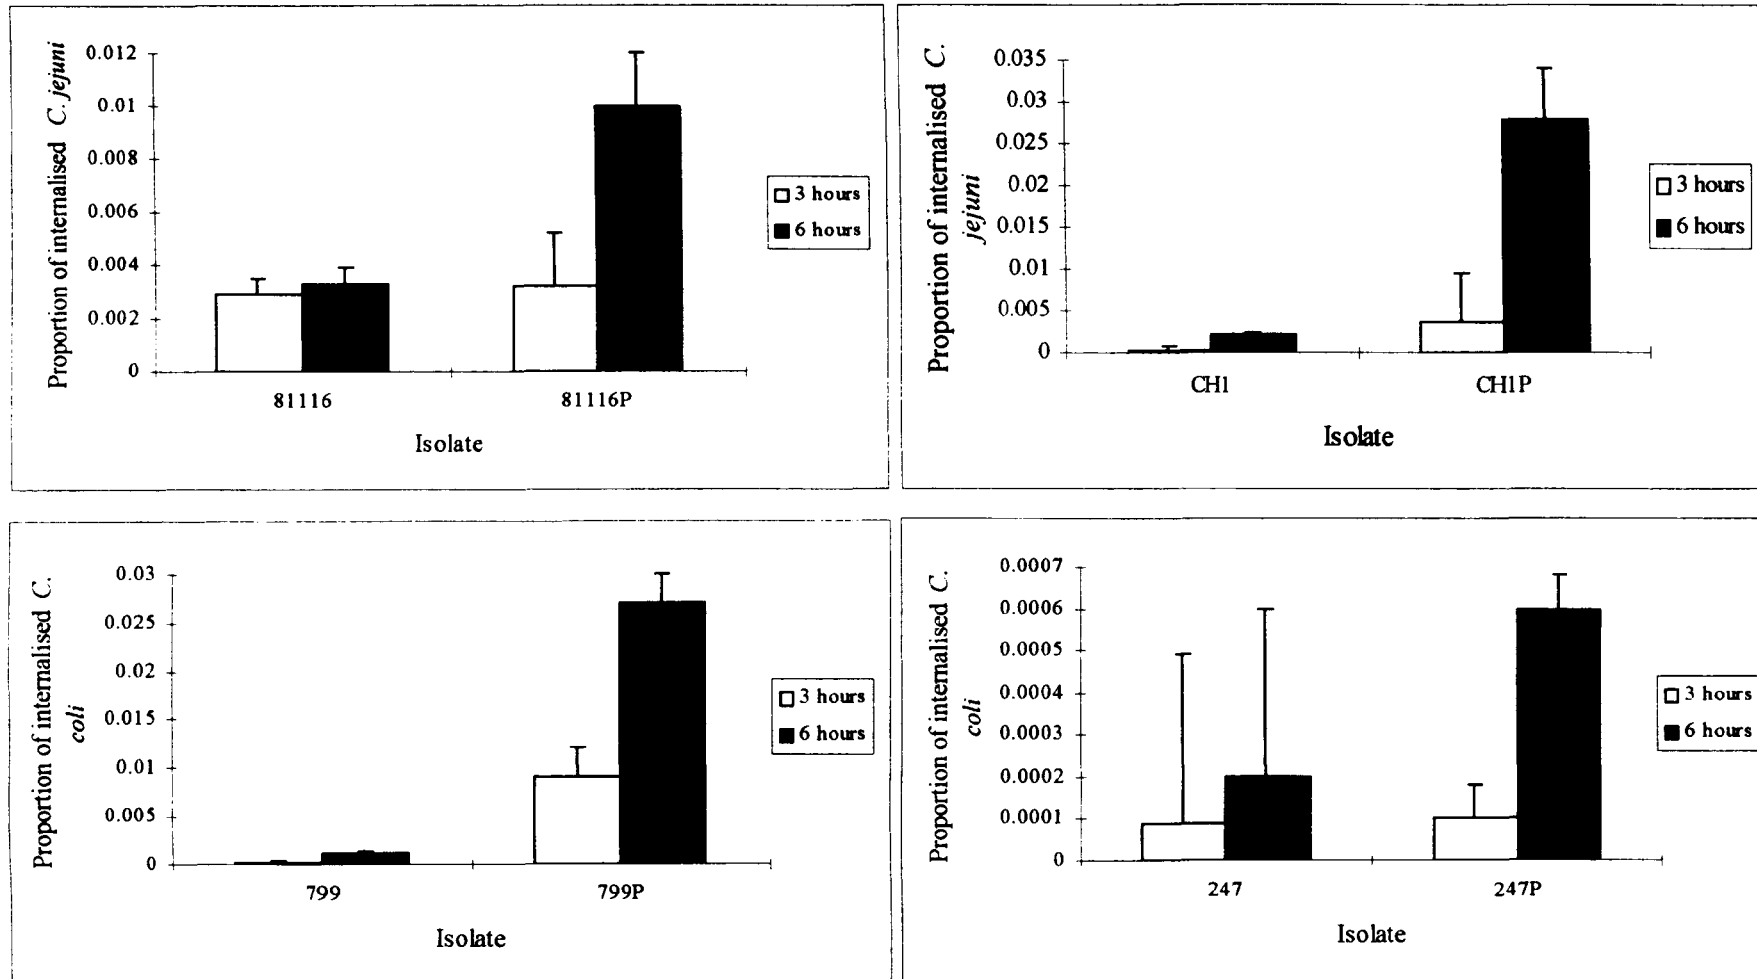 Proportion of internalised C. jejuni
0.012
0.01
0.008
0.006
0.004
0.002
0
81116
81116P
Isolate
3 hours
6 hours
Proportion of internalised C.
jejuni
0.035
0.03
0.025
0.02
0.015
0.01
0.005
0
CH1
CH1P
Isolate
3 hours
6 hours
Proportion of internalised C.
coli
0.03
0.025
0.02
0.015
0.01
0.005
0
799
799P
Isolate
3 hours
6 hours
Proportion of internalised C.
coli
0.0007
0.0006
0.0005
0.0004
0.0003
0.0002
0.0001
0
247
247P
Isolate
3 hours
6 hours